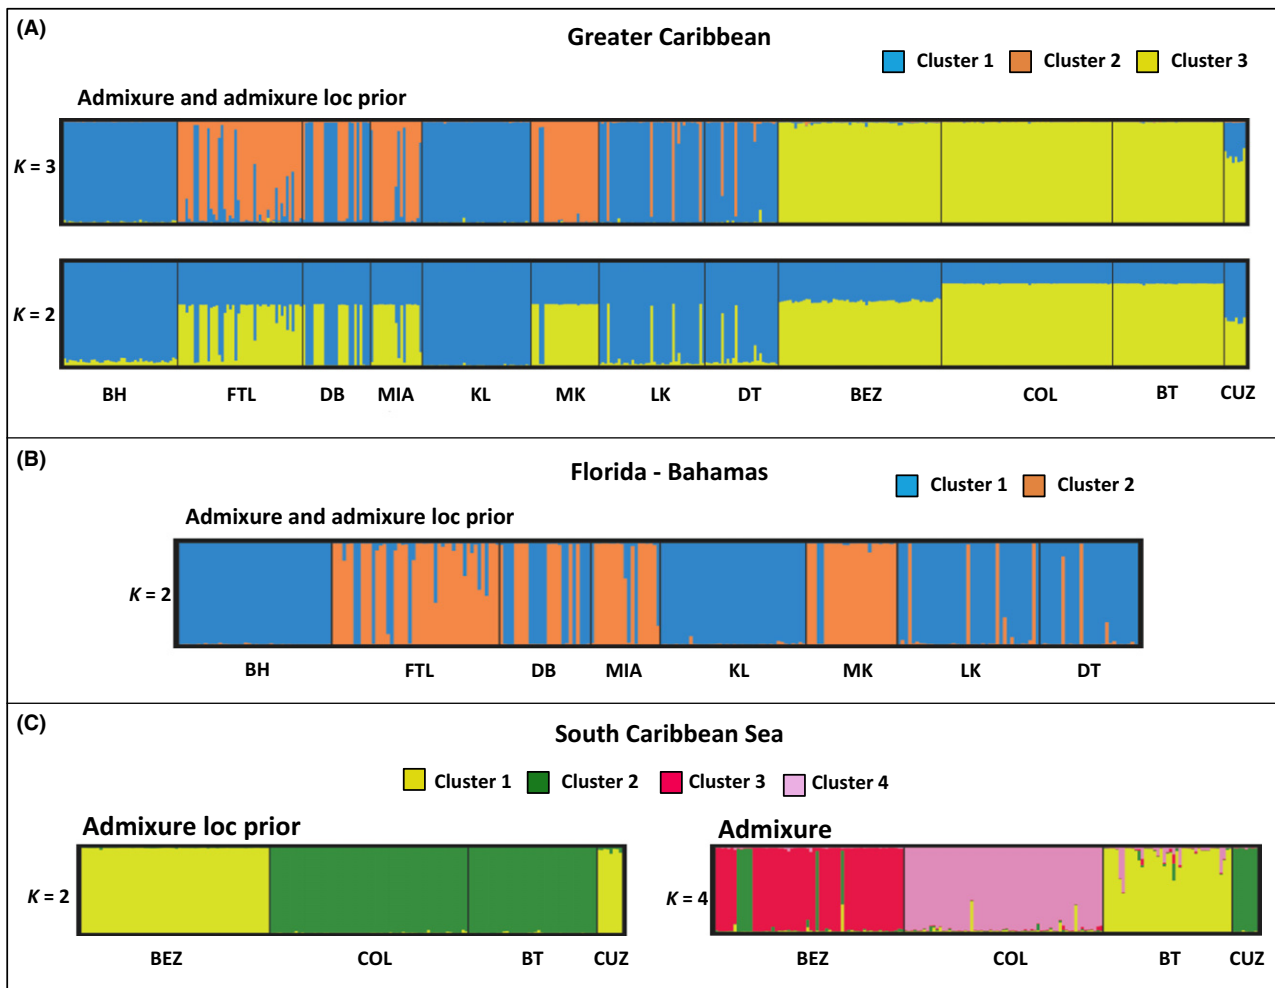 (A)
Greater Caribbean
Cluster 1 Cluster 2 Cluster 3
Admixure and admixure loc prior
K = 3
K = 2
BH FTL DB MIA KL MK LK DT BEZ COL BT CUZ
(B)
Florida - Bahamas
Cluster 1 Cluster 2
Admixure and admixure loc prior
K = 2
BH FTL DB MIA KL MK LK DT
(C)
South Caribbean Sea
Cluster 1 Cluster 2 Cluster 3 Cluster 4
Admixure loc prior
K = 2
BEZ COL BT CUZ
Admixure
K = 4
BEZ COL BT CUZ